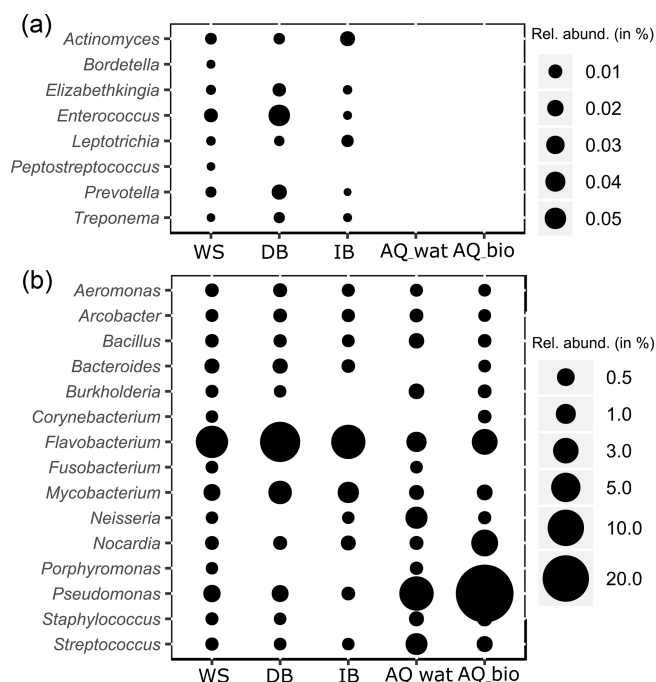 (a)
Rel. abund. (in %)
Actinomyces
Bordetella
Elizabethkingia
Enterococcus
Leptotrichia
Peptostreptococcus
Prevotella
Treponema
0.01
0.02
0.03
0.04
0.05
WS DB IB AQ_wat AQ_bio
(b)
Rel. abund. (in %)
Aeromonas
Arcobacter
Bacillus
Bacteroides
Burkholderia
Corynebacterium
Flavobacterium
Fusobacterium
Mycobacterium
Neisseria
Nocardia
Porphyromonas
Pseudomonas
Staphylococcus
Streptococcus
0.5
1.0
3.0
5.0
10.0
20.0
WS DB IB AQ_wat AQ_bio